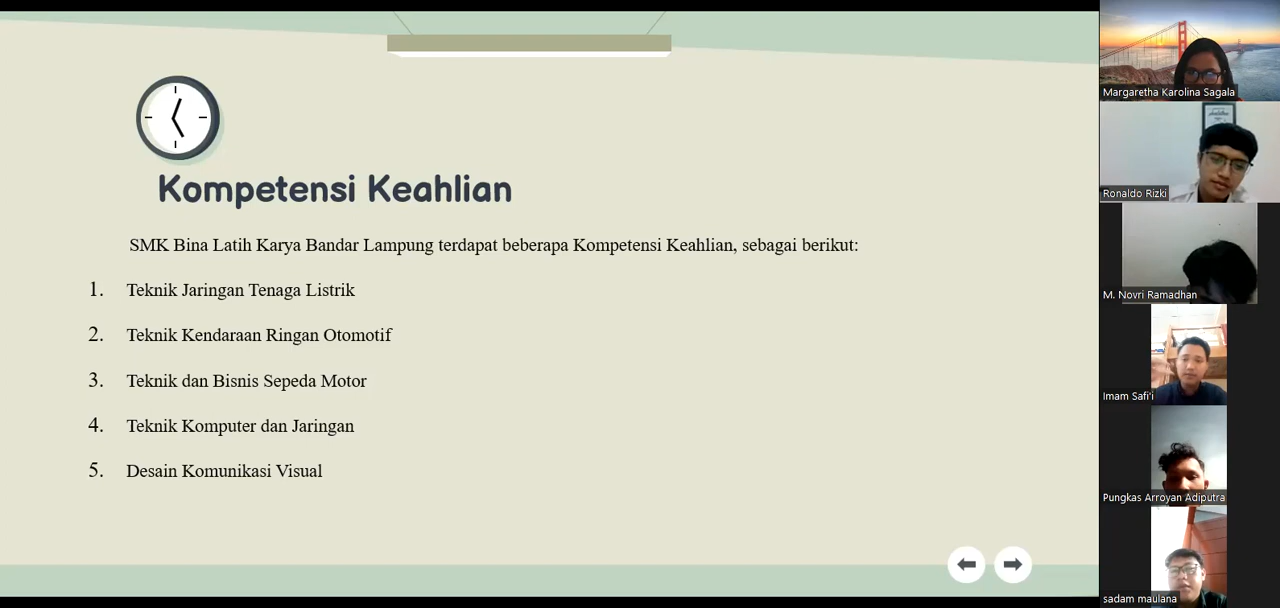 Kompetensi Keahlian
SMK Bina Latih Karya Bandar Lampung terdapat beberapa Kompetensi Keahlian, sebagai berikut:
1. Teknik Jaringan Tenaga Listrik
2. Teknik Kendaraan Ringan Otomotif
3. Teknik dan Bisnis Sepeda Motor
4. Teknik Komputer dan Jaringan
5. Desain Komunikasi Visual
Margaretha Karolina Sagala
Ronaldo Rizki
M. Novri Ramadhan
Imam Safi'i
Pungkas Arroyan Adiputra
sadam maulana